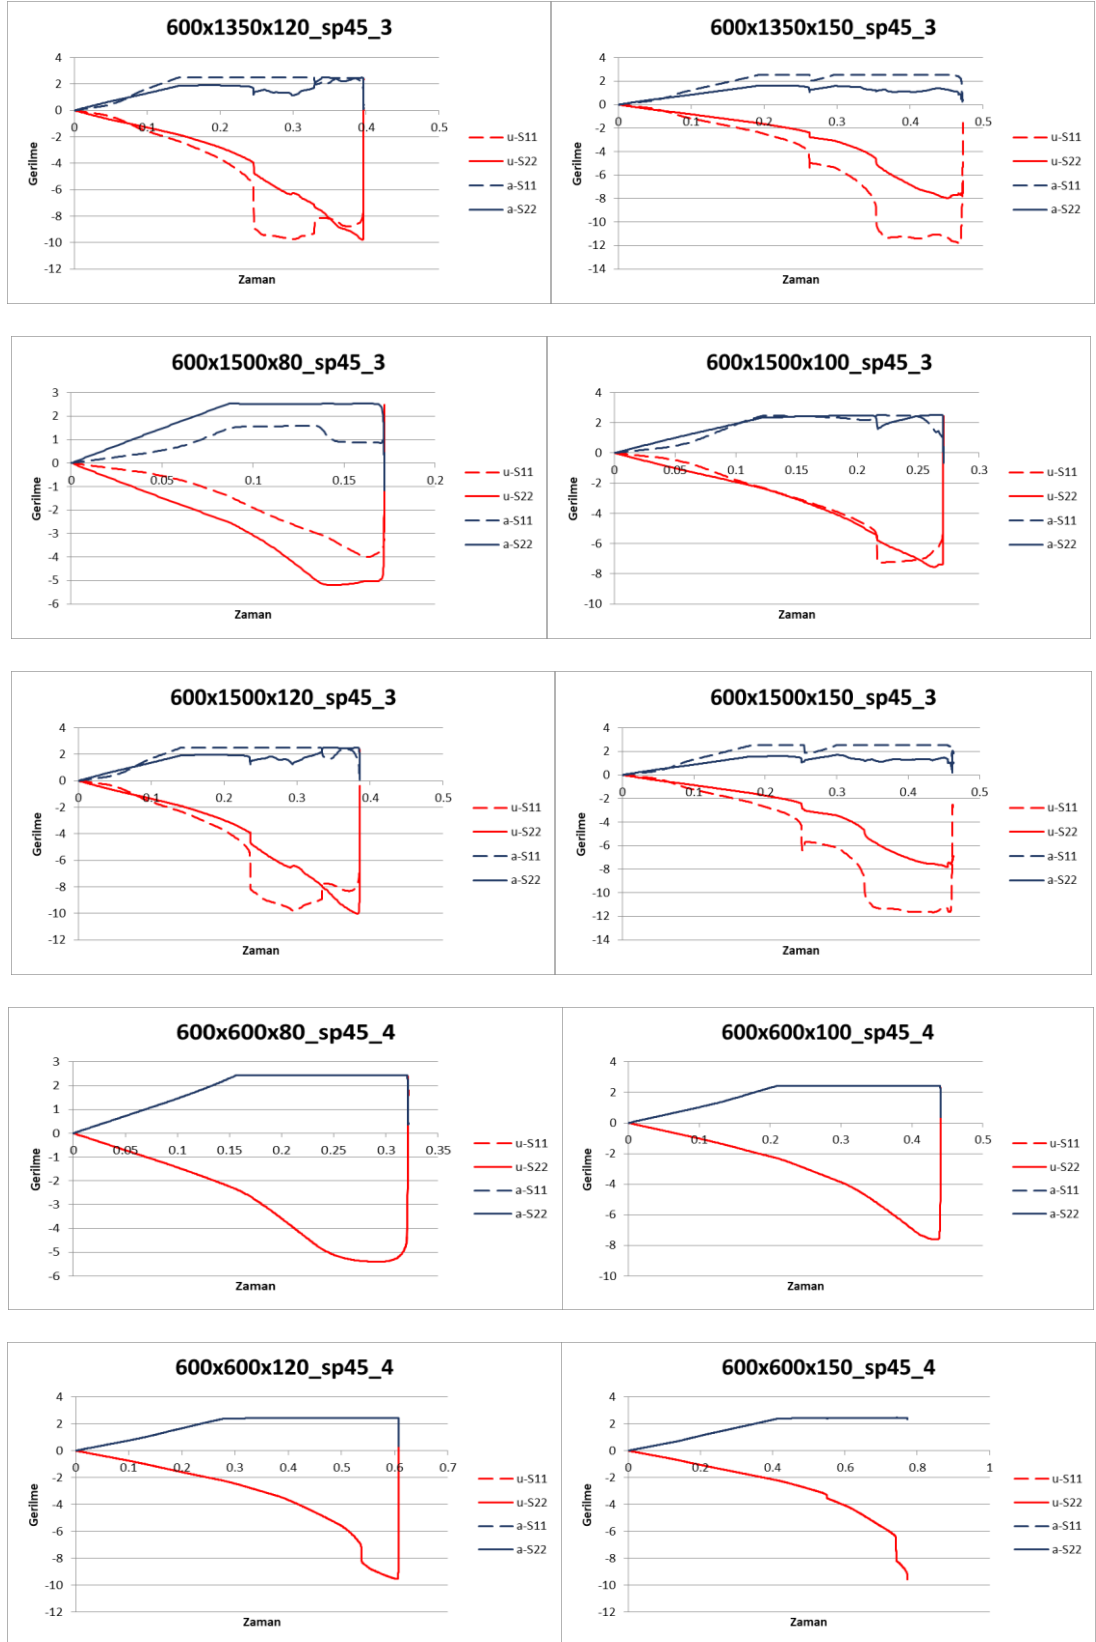 600x1350x120_sp45_3
4
2
0
-2
-4
-6
-8
-10
-12
0 0.1 0.2 0.3 0.4 0.5
Gerilme
Zaman
u-S11
u-S22
a-S11
a-S22
600x1350x150_sp45_3
4
2
0
-2
-4
-6
-8
-10
-12
-14
0 0.1 0.2 0.3 0.4 0.5
Gerilme
Zaman
u-S11
u-S22
a-S11
a-S22
600x1500x80_sp45_3
3
2
1
0
-1
-2
-3
-4
-5
-6
0 0.05 0.1 0.15 0.2
Gerilme
Zaman
u-S11
u-S22
a-S11
a-S22
600x1500x100_sp45_3
4
2
0
-2
-4
-6
-8
-10
0 0.05 0.1 0.15 0.2 0.25 0.3
Gerilme
Zaman
u-S11
u-S22
a-S11
a-S22
600x1500x120_sp45_3
4
2
0
-2
-4
-6
-8
-10
-12
0 0.1 0.2 0.3 0.4 0.5
Gerilme
Zaman
u-S11
u-S22
a-S11
a-S22
600x1500x150_sp45_3
4
2
0
-2
-4
-6
-8
-10
-12
-14
0 0.1 0.2 0.3 0.4 0.5
Gerilme
Zaman
u-S11
u-S22
a-S11
a-S22
600x600x80_sp45_4
3
2
1
0
-1
-2
-3
-4
-5
-6
0 0.05 0.1 0.15 0.2 0.25 0.3 0.35
Gerilme
Zaman
u-S11
u-S22
a-S11
a-S22
600x600x100_sp45_4
4
2
0
-2
-4
-6
-8
-10
0 0.1 0.2 0.3 0.4 0.5
Gerilme
Zaman
u-S11
u-S22
a-S11
a-S22
600x600x120_sp45_4
4
2
0
-2
-4
-6
-8
-10
-12
0 0.1 0.2 0.3 0.4 0.5 0.6 0.7
Gerilme
Zaman
u-S11
u-S22
a-S11
a-S22
600x600x150_sp45_4
4
2
0
-2
-4
-6
-8
-10
-12
0 0.2 0.4 0.6 0.8 1
Gerilme
Zaman
u-S11
u-S22
a-S11
a-S22